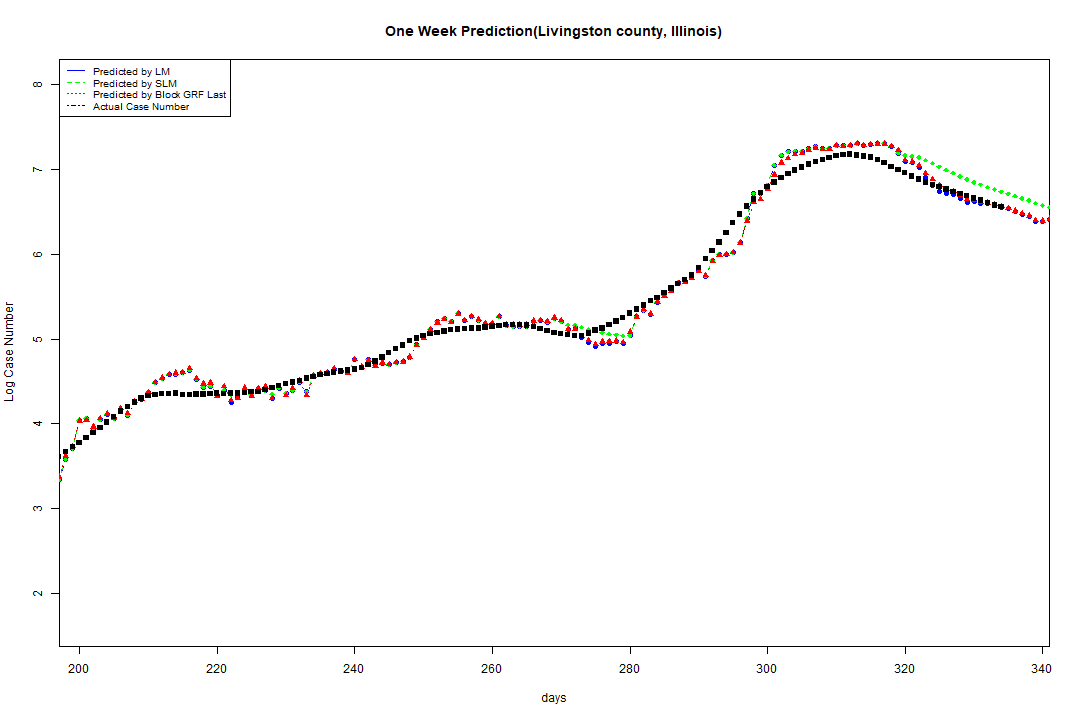 One Week Prediction(Livingston county, Illinois)
Predicted by LM
Predicted by SLM
Predicted by Block GRF Last
Actual Case Number
8
7
6
5
4
3
2
Log Case Number
200 220 240 260 280 300 320 340
days